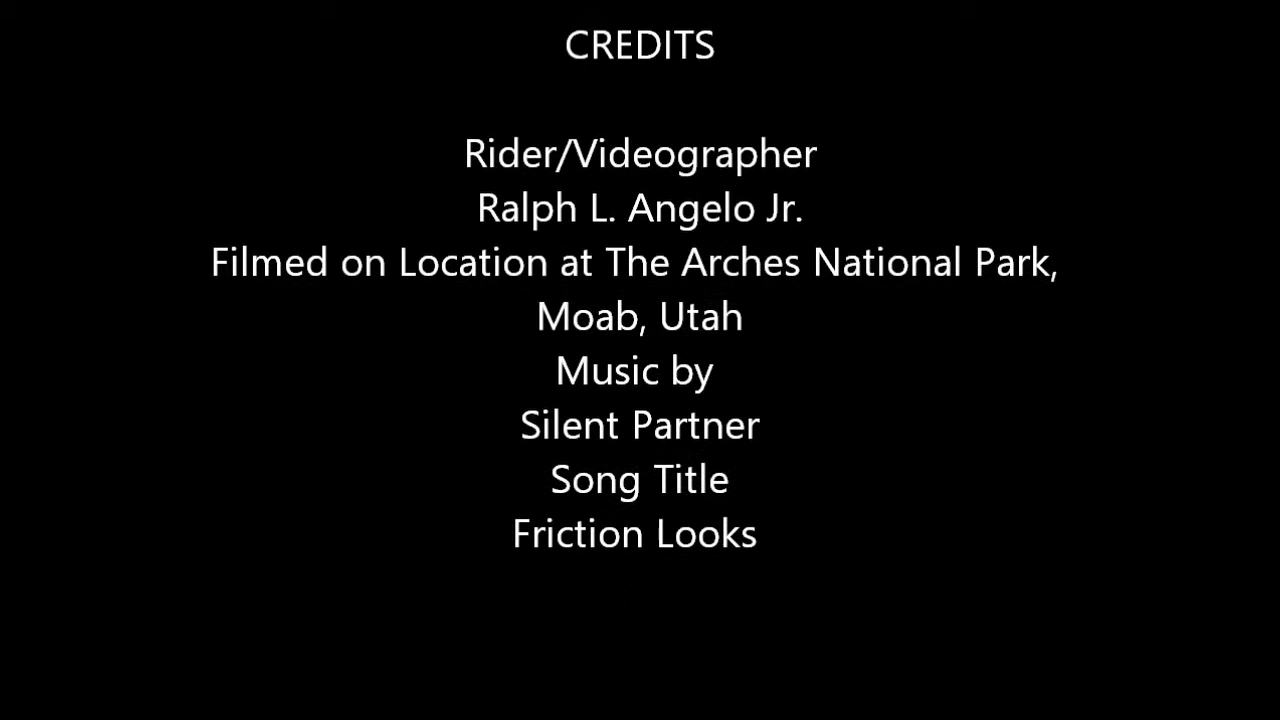 CREDITS
Rider/Videographer
Ralph L. Angelo Jr.
Filmed on Location at The Arches National Park,
Moab, Utah
Music by
Silent Partner
Song Title
Friction Looks